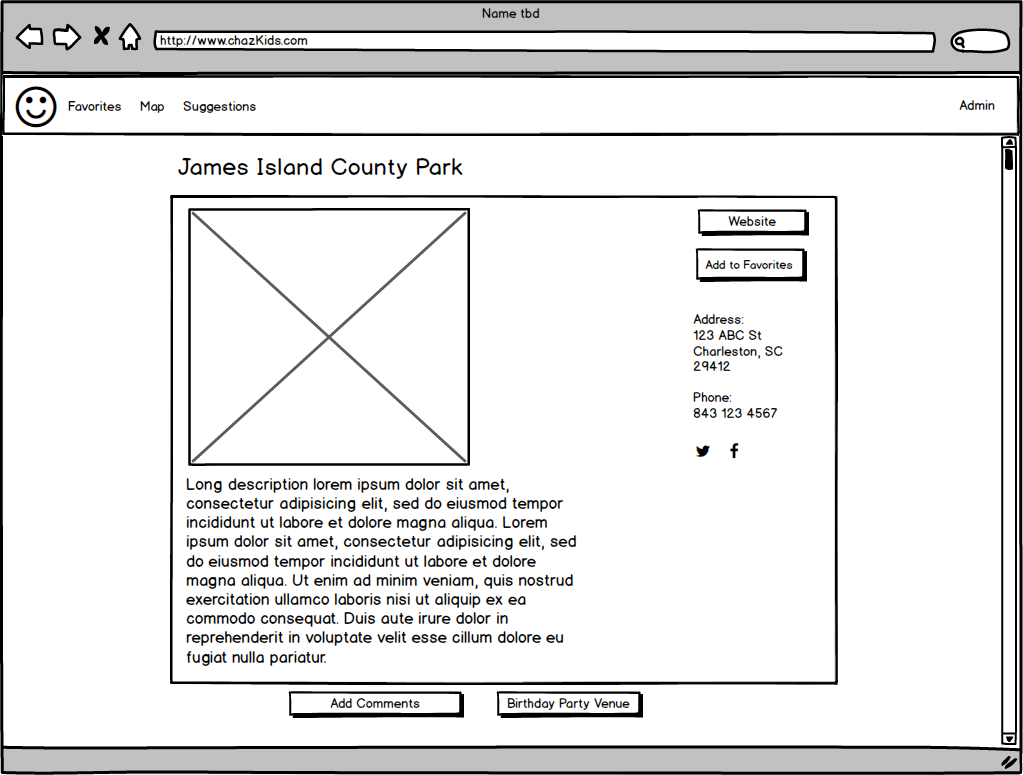 Name tbd
http://www.chazKids.com
Favorites Map Suggestions Admin
James Island County Park
Website
Add to Favorites
Address:
123 ABC St
Charleston, SC
29412
Phone:
843 123 4567
Long description lorem ipsum dolor sit amet,
consectetur adipisicing elit, sed do eiusmod tempor
incididunt ut labore et dolore magna aliqua. Lorem
ipsum dolor sit amet, consectetur adipisicing elit, sed
do eiusmod tempor incididunt ut labore et dolore
magna aliqua. Ut enim ad minim veniam, quis nostrud
exercitation ullamco laboris nisi ut aliquip ex ea
commodo consequat. Duis aute irure dolor in
reprehenderit in voluptate velit esse cillum dolore eu
fugiat nulla pariatur.
Add Comments
Birthday Party Venue